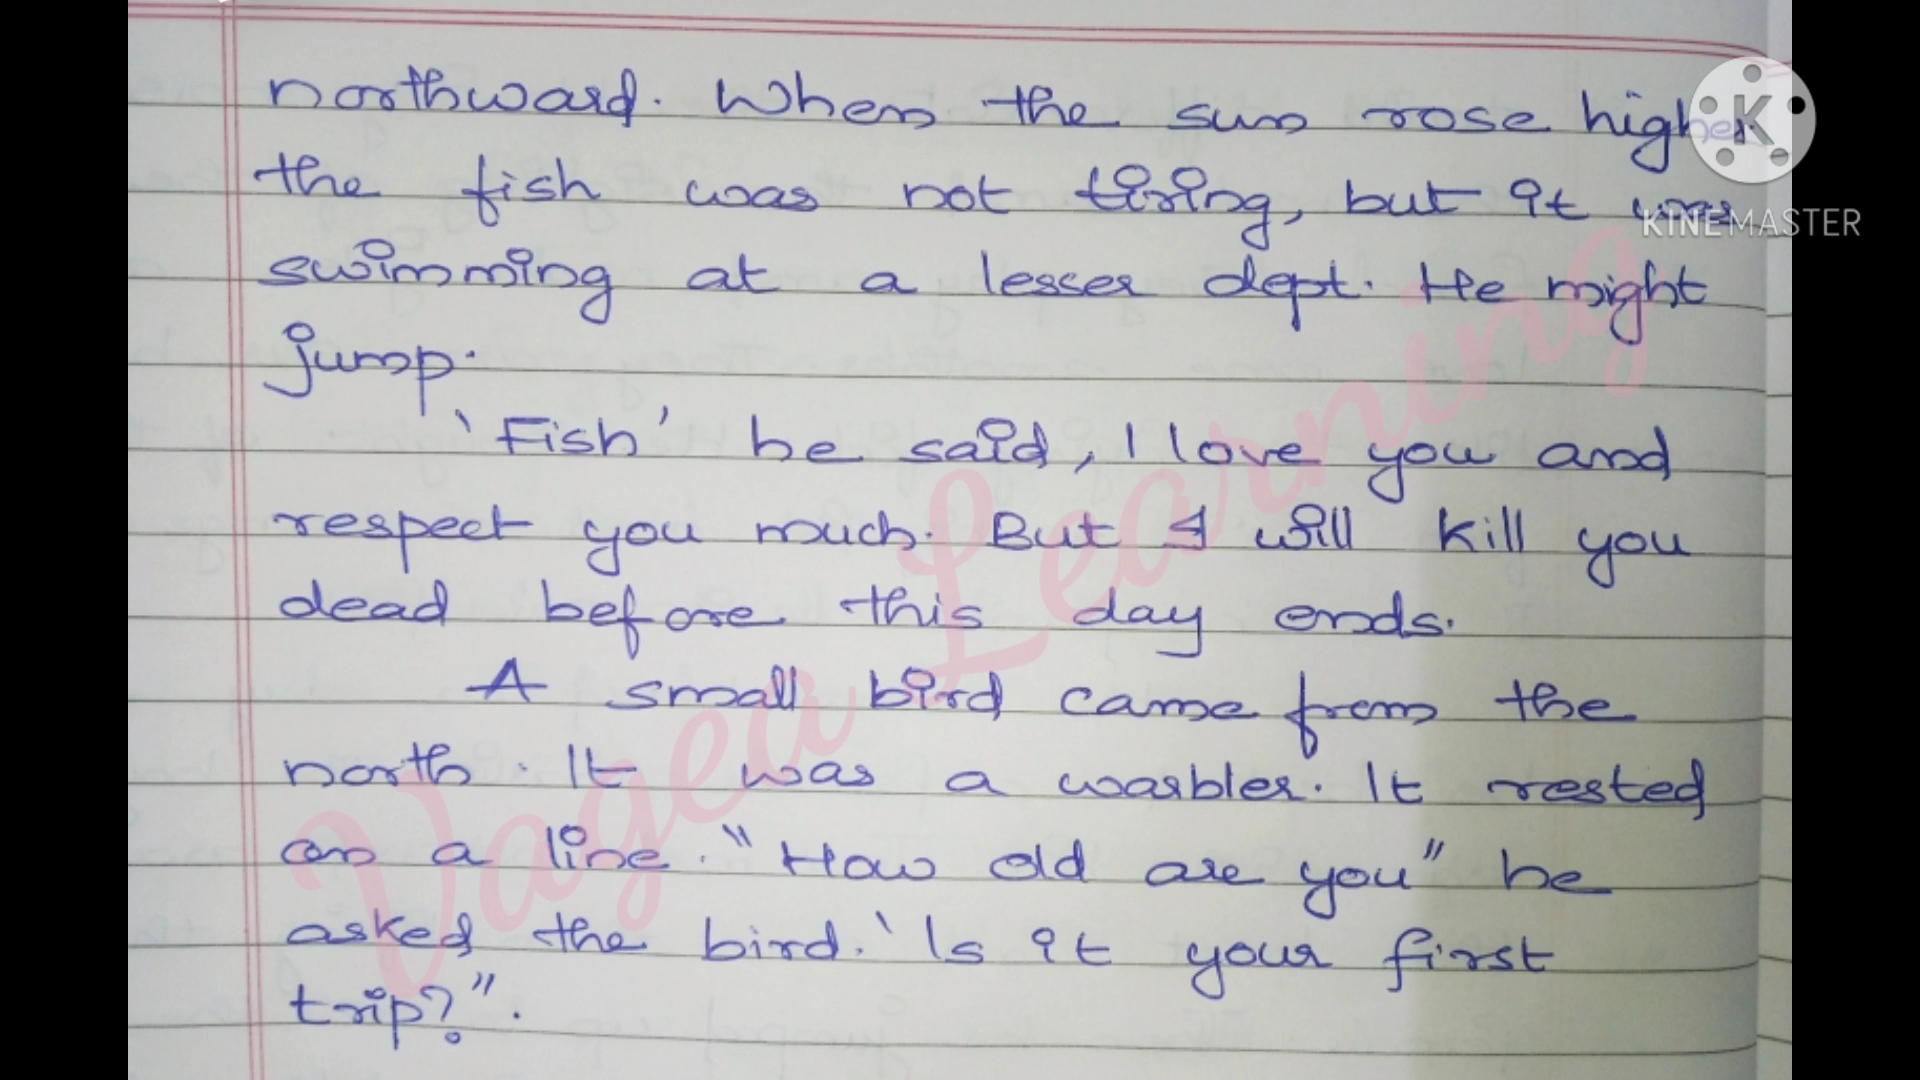 northward. When the sun rose higher
the fish was not tiring, but it was
swimming at a lesser dept. He might
jump.
'Fish' he said, I love you and
respect you much. But I will kill you
dead before this day ends.
A small bird came from the
north. It was a warbler. It rested
on a line. "How old are you" he
asked the bird. 'Is it your first
trip?".
Vagea Learning
K
KINEMASTER